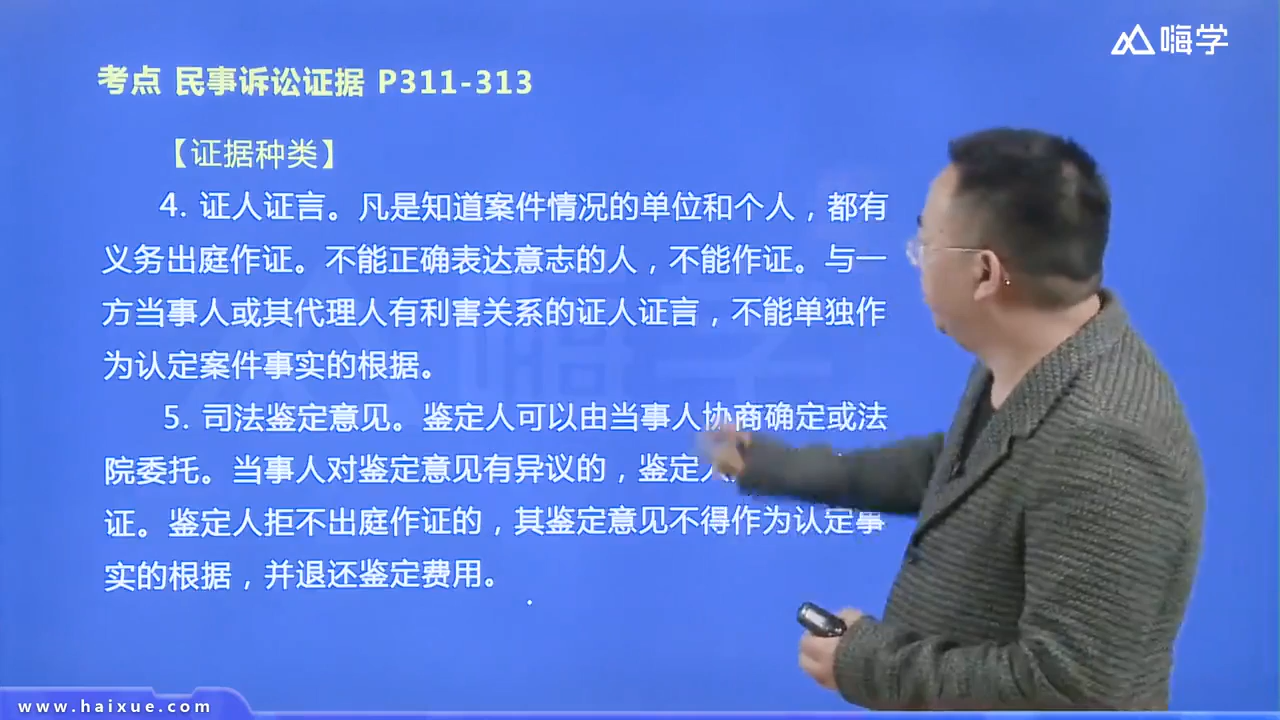 嗨学
考点 民事诉讼证据 P311-313
【证据种类】
4. 证人证言。凡是知道案件情况的单位和个人，都有
义务出庭作证。不能正确表达意志的人，不能作证。与一
方当事人或其代理人有利害关系的证人证言，不能单独作
为认定案件事实的根据。
5. 司法鉴定意见。鉴定人可以由当事人协商确定或法
院委托。当事人对鉴定意见有异议的，鉴定
证。鉴定人拒不出庭作证的，其鉴定意见不得作为认定事
实的根据，并退还鉴定费用。
www.haixue.com